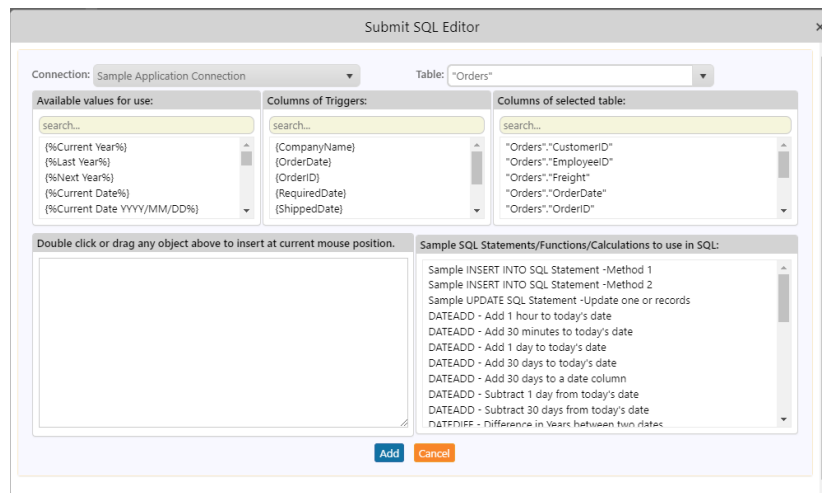 Submit SQL Editor
×
Connection: Sample Application Connection
Table: "Orders"
Available values for use:
search...
{%Current Year%}
{%Last Year%}
{%Next Year%}
{%Current Date%}
{%Current Date YYYY/MM/DD%}
Columns of Triggers:
search...
{CompanyName}
{OrderDate}
{OrderID}
{RequiredDate}
{ShippedDate}
Columns of selected table:
search...
"Orders"."CustomerID"
"Orders"."EmployeeID"
"Orders"."Freight"
"Orders"."OrderDate"
"Orders"."OrderID"
Double click or drag any object above to insert at current mouse position.
Sample SQL Statements/Functions/Calculations to use in SQL:
Sample INSERT INTO SQL Statement -Method 1
Sample INSERT INTO SQL Statement -Method 2
Sample UPDATE SQL Statement -Update one or records
DATEADD - Add 1 hour to today's date
DATEADD - Add 30 minutes to today's date
DATEADD - Add 1 day to today's date
DATEADD - Add 30 days to today's date
DATEADD - Add 30 days to a date column
DATEADD - Subtract 1 day from today's date
DATEADD - Subtract 30 days from today's date
DATEDIFF - Difference in Years between two dates
Add
Cancel